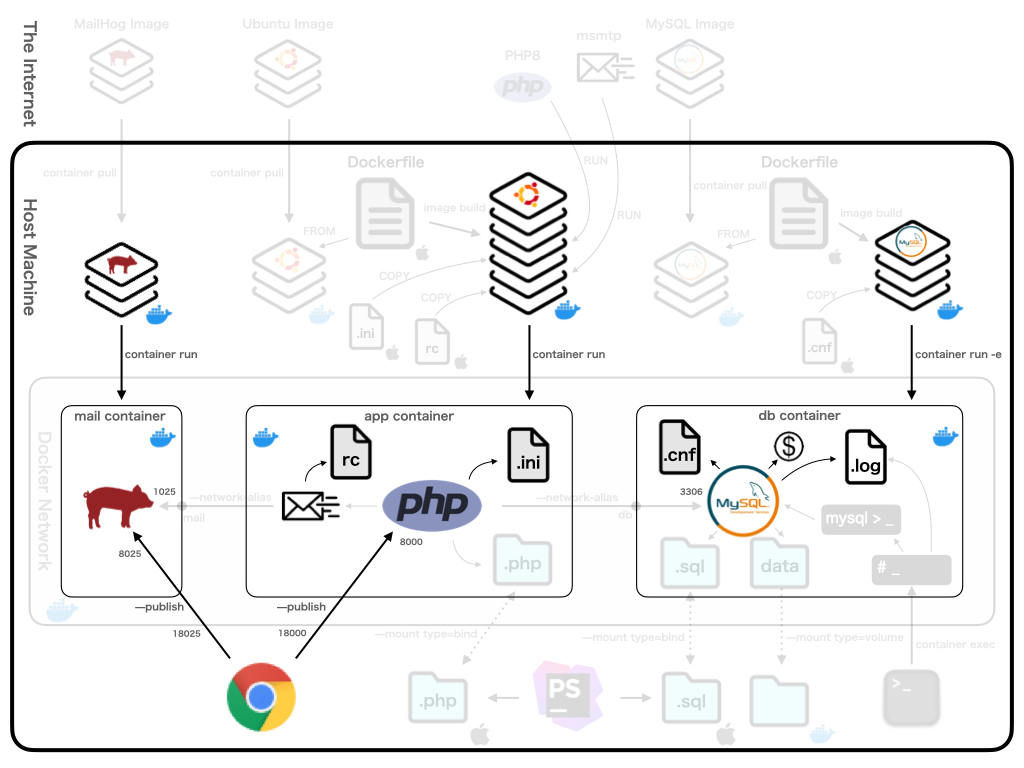 The Internet
MailHog Image
Ubuntu Image
PHP8
php
msmtp
MySQL Image
MySQL
Host Machine
container pull
container pull
Dockerfile
RUN
RUN
container pull
Dockerfile
image build
image build
FROM
FROM
COPY
COPY
COPY
.ini
rc
.cnf
MySQL
MySQL
container run
container run
container run -e
Docker Network
mail container
app container
db container
rc
.ini
.cnf
$
.log
1025
—network-alias
mail
php
8000
—network-alias
db
3306
MySQL
mysql > _
8025
.php
.sql
data
# _
—publish
—publish
18025
18000
—mount type=bind
—mount type=bind
—mount type=volume
container exec
.php
PS
.sql
>_